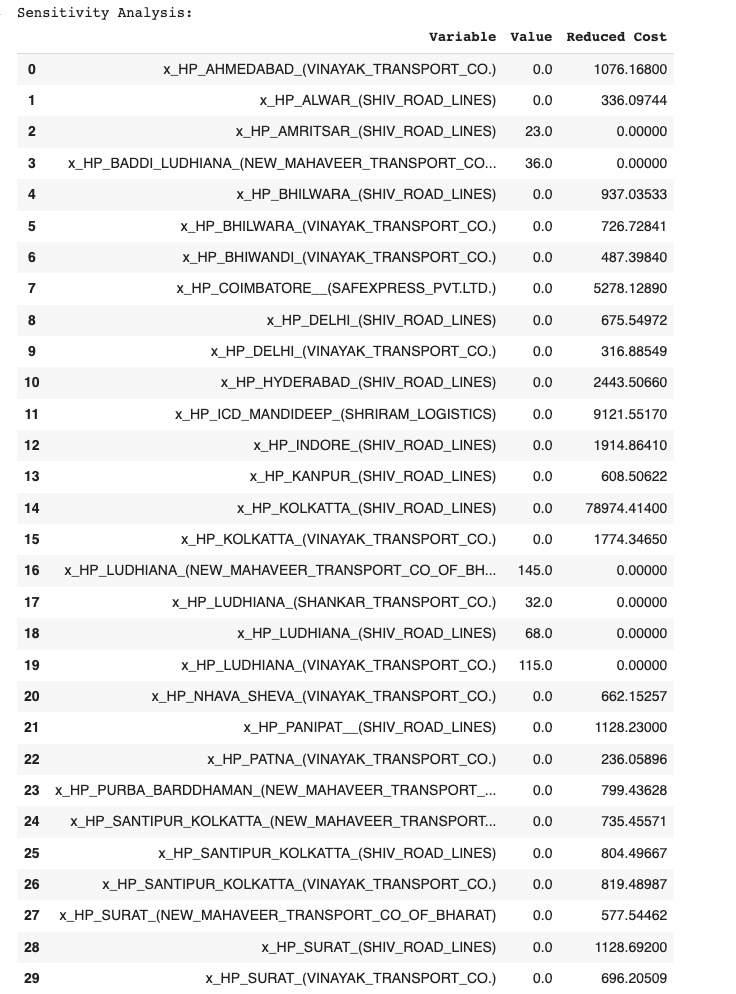 Sensitivity Analysis:
Variable Value Reduced Cost
0 x_HP_AHMEDABAD_(VINAYAK_TRANSPORT_CO.) 0.0 1076.16800
1 x_HP_ALWAR_(SHIV_ROAD_LINES) 0.0 336.09744
2 x_HP_AMRITSAR_(SHIV_ROAD_LINES) 23.0 0.00000
3 x_HP_BADDI_LUDHIANA_(NEW_MAHAVEER_TRANSPORT_CO... 36.0 0.00000
4 x_HP_BHILWARA_(SHIV_ROAD_LINES) 0.0 937.03533
5 x_HP_BHILWARA_(VINAYAK_TRANSPORT_CO.) 0.0 726.72841
6 x_HP_BHIWANDI_(VINAYAK_TRANSPORT_CO.) 0.0 487.39840
7 x_HP_COIMBATORE__(SAFEXPRESS_PVT.LTD.) 0.0 5278.12890
8 x_HP_DELHI_(SHIV_ROAD_LINES) 0.0 675.54972
9 x_HP_DELHI_(VINAYAK_TRANSPORT_CO.) 0.0 316.88549
10 x_HP_HYDERABAD_(SHIV_ROAD_LINES) 0.0 2443.50660
11 x_HP_ICD_MANDIDEEP_(SHRIRAM_LOGISTICS) 0.0 9121.55170
12 x_HP_INDORE_(SHIV_ROAD_LINES) 0.0 1914.86410
13 x_HP_KANPUR_(SHIV_ROAD_LINES) 0.0 608.50622
14 x_HP_KOLKATTA_(SHIV_ROAD_LINES) 0.0 78974.41400
15 x_HP_KOLKATTA_(VINAYAK_TRANSPORT_CO.) 0.0 1774.34650
16 x_HP_LUDHIANA_(NEW_MAHAVEER_TRANSPORT_CO_OF_BH... 145.0 0.00000
17 x_HP_LUDHIANA_(SHANKAR_TRANSPORT_CO.) 32.0 0.00000
18 x_HP_LUDHIANA_(SHIV_ROAD_LINES) 68.0 0.00000
19 x_HP_LUDHIANA_(VINAYAK_TRANSPORT_CO.) 115.0 0.00000
20 x_HP_NHAVA_SHEVA_(VINAYAK_TRANSPORT_CO.) 0.0 662.15257
21 x_HP_PANIPAT__(SHIV_ROAD_LINES) 0.0 1128.23000
22 x_HP_PATNA_(VINAYAK_TRANSPORT_CO.) 0.0 236.05896
23 x_HP_PURBA_BARDDHAMAN_(NEW_MAHAVEER_TRANSPORT_... 0.0 799.43628
24 x_HP_SANTIPUR_KOLKATTA_(NEW_MAHAVEER_TRANSPORT... 0.0 735.45571
25 x_HP_SANTIPUR_KOLKATTA_(SHIV_ROAD_LINES) 0.0 804.49667
26 x_HP_SANTIPUR_KOLKATTA_(VINAYAK_TRANSPORT_CO.) 0.0 819.48987
27 x_HP_SURAT_(NEW_MAHAVEER_TRANSPORT_CO_OF_BHARAT) 0.0 577.54462
28 x_HP_SURAT_(SHIV_ROAD_LINES) 0.0 1128.69200
29 x_HP_SURAT_(VINAYAK_TRANSPORT_CO.) 0.0 696.20509